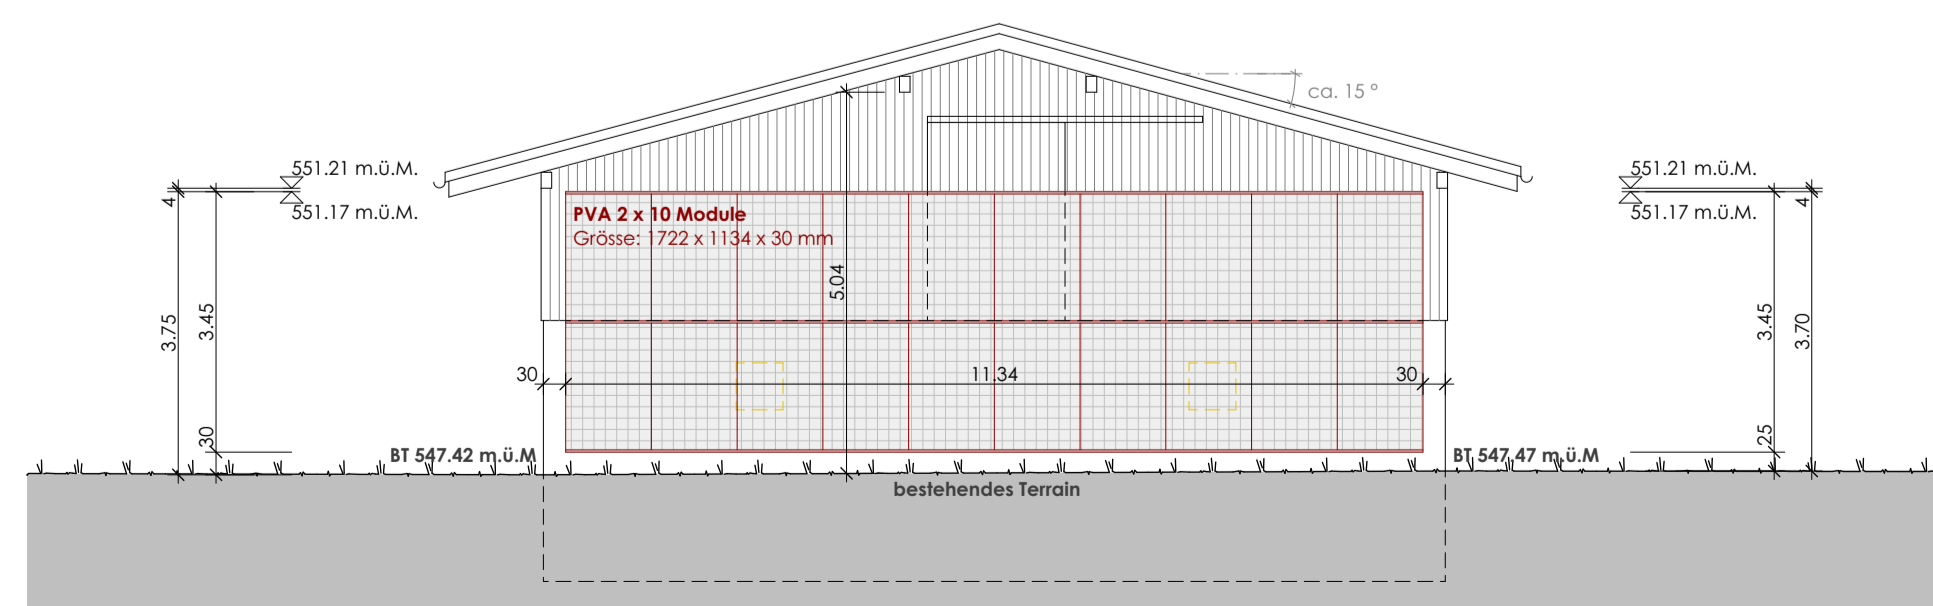 ca. 15 °
551.21 m.ü.M.
551.17 m.ü.M.
4
3.75
3.45
30
551.21 m.ü.M.
551.17 m.ü.M.
4
3.45
3.70
25
PVA 2 x 10 Module
Grösse: 1722 x 1134 x 30 mm
5.04
30
11.34
30
BT 547.42 m.ü.M
BT 547.47 m.ü.M
bestehendes Terrain